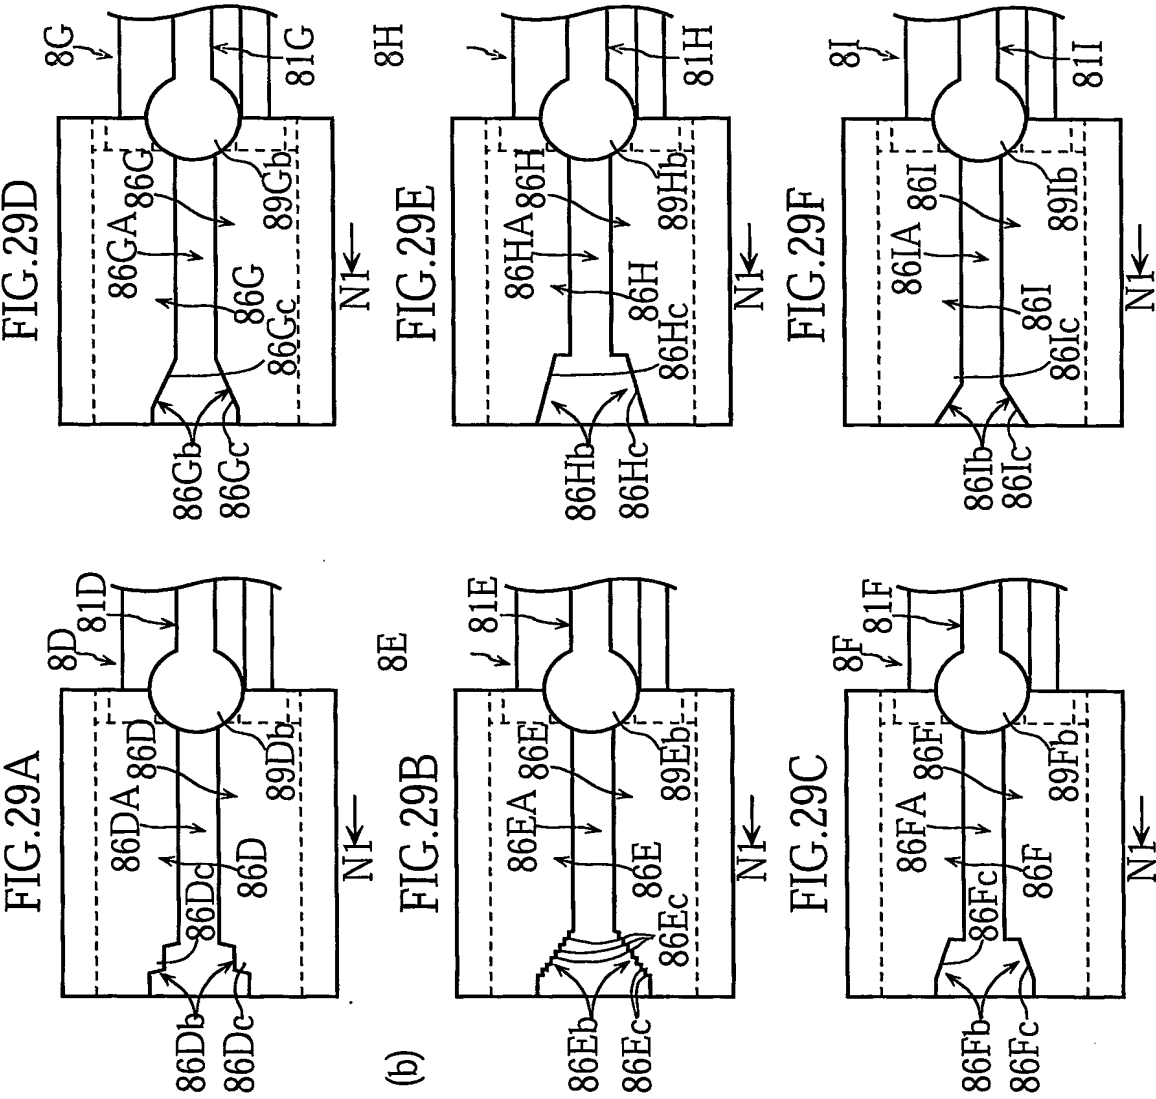 FIG.29A
8D
81D
86DA
86D
86D
86Dc
89Db
86Db
86Dc
N1
FIG.29B
(b)
8E
81E
86EA
86E
86E
86Ec
89Eb
86Eb
86Ec
N1
FIG.29C
8F
81F
86FA
86F
86F
86Fc
89Fb
86Fb
86Fc
N1
FIG.29D
8G
81G
86GA
86G
86G
86Gc
89Gb
86Gb
86Gc
N1
FIG.29E
8H
81H
86HA
86H
86H
86Hc
89Hb
86Hb
86Hc
N1
FIG.29F
8I
81I
86IA
86I
86I
86Ic
89Ib
86Ib
86Ic
N1